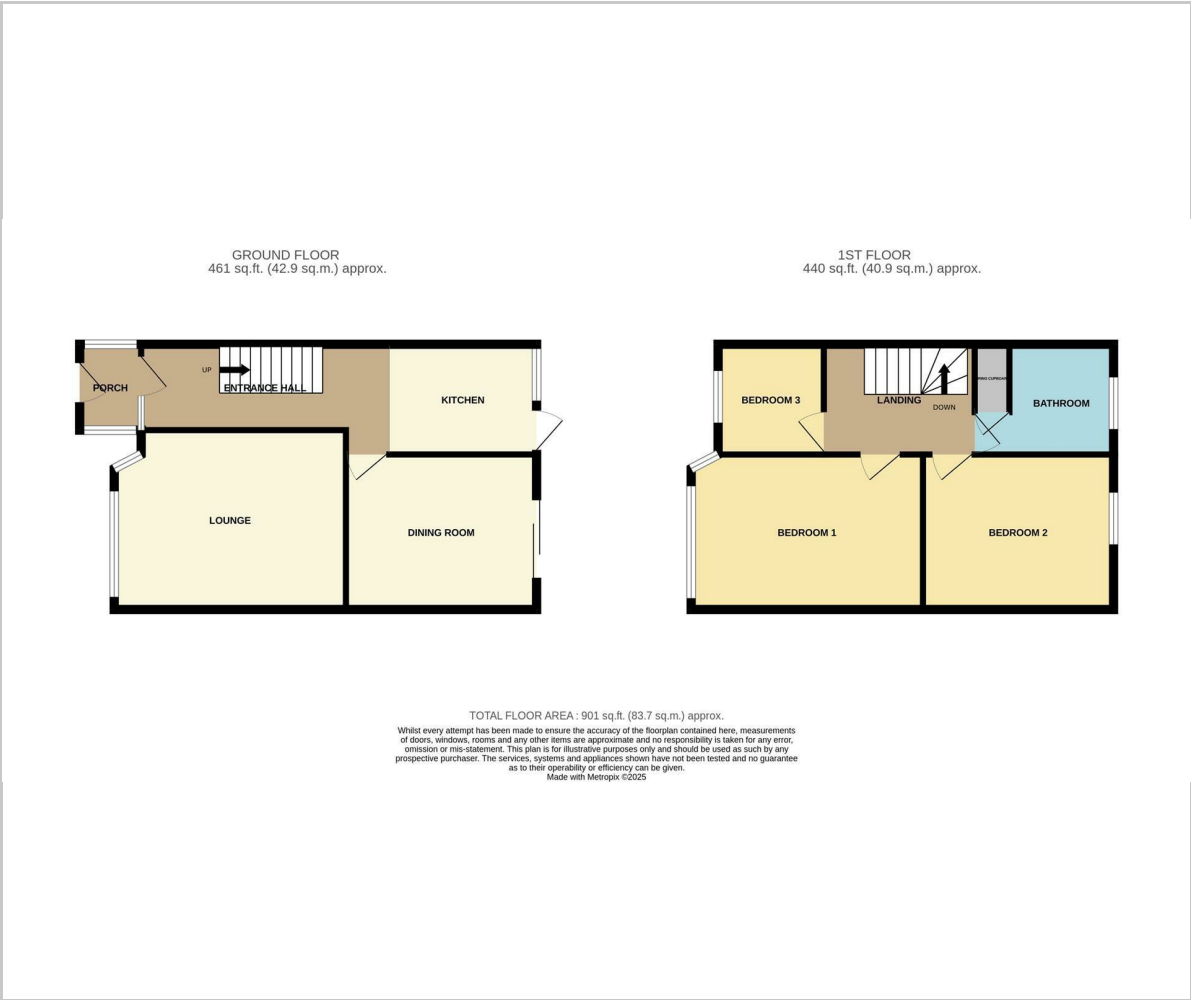 GROUND FLOOR
461 sq.ft. (42.9 sq.m.) approx.
1ST FLOOR
440 sq.ft. (40.9 sq.m.) approx.
PORCH
UP
ENTRANCE HALL
KITCHEN
LOUNGE
DINING ROOM
BEDROOM 3
LANDING
DOWN
CUPBOARD
BATHROOM
BEDROOM 1
BEDROOM 2
TOTAL FLOOR AREA : 901 sq.ft. (83.7 sq.m.) approx.
Whilst every attempt has been made to ensure the accuracy of the floorplan contained here, measurements
of doors, windows, rooms and any other items are approximate and no responsibility is taken for any error,
omission or mis-statement. This plan is for illustrative purposes only and should be used as such by any
prospective purchaser. The services, systems and appliances shown have not been tested and no guarantee
as to their operability or efficiency can be given.
Made with Metropix ©2025